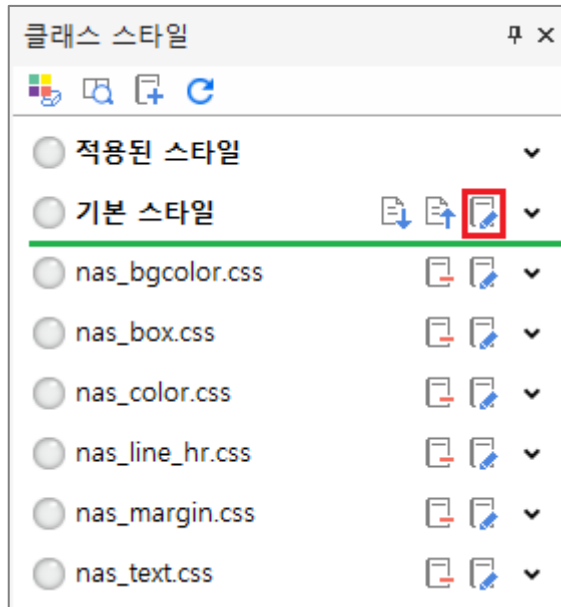 클래스 스타일
적용된 스타일
기본 스타일
nas_bgcolor.css
nas_box.css
nas_color.css
nas_line_hr.css
nas_margin.css
nas_text.css